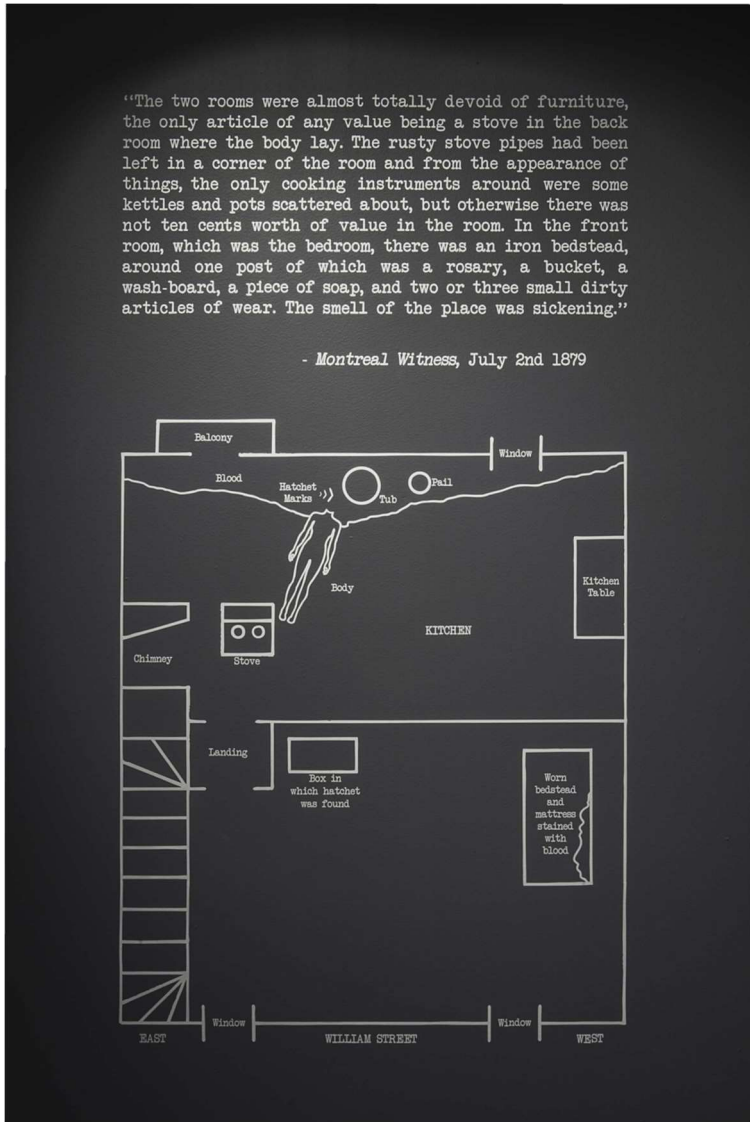 “The two rooms were almost totally devoid of furniture,
the only article of any value being a stove in the back
room where the body lay. The rusty stove pipes had been
left in a corner of the room and from the appearance of
things, the only cooking instruments around were some
kettles and pots scattered about, but otherwise there was
not ten cents worth of value in the room. In the front
room, which was the bedroom, there was an iron bedstead,
around one post of which was a rosary, a bucket, a
wash-board, a piece of soap, and two or three small dirty
articles of wear. The smell of the place was sickening.”
- Montreal Witness, July 2nd 1879
Balcony
Window
Blood
Hatchet
Marks
Tub
Pail
Body
Kitchen
Table
KITCHEN
Chimney
Stove
Landing
Box in
which hatchet
was found
Worn
bedstead
and
mattress
stained
with
blood
Window
Window
EAST
WILLIAM STREET
WEST